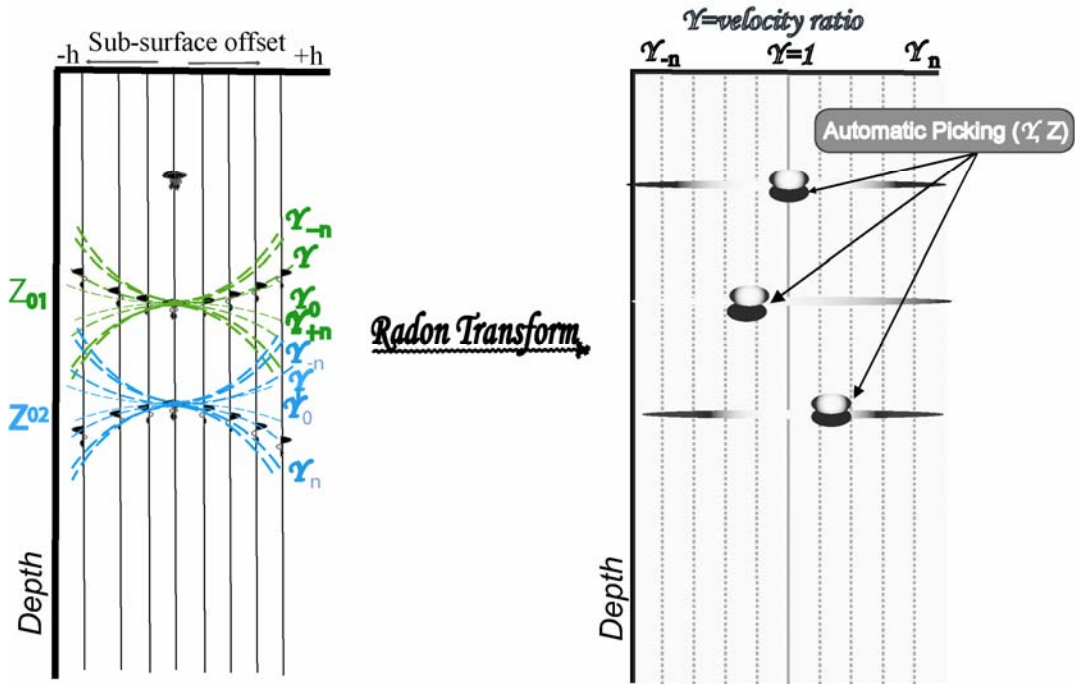 Sub-surface offset
-h
+h
ϒ–n
ϒ
ϒ0
ϒ+n
ϒ-n
ϒ
ϒ0
ϒn
Z01
Z02
Depth
Radon Transform
ϒ=velocity ratio
ϒ-n
ϒ=1
ϒn
Automatic Picking (ϒ, Z)
Depth